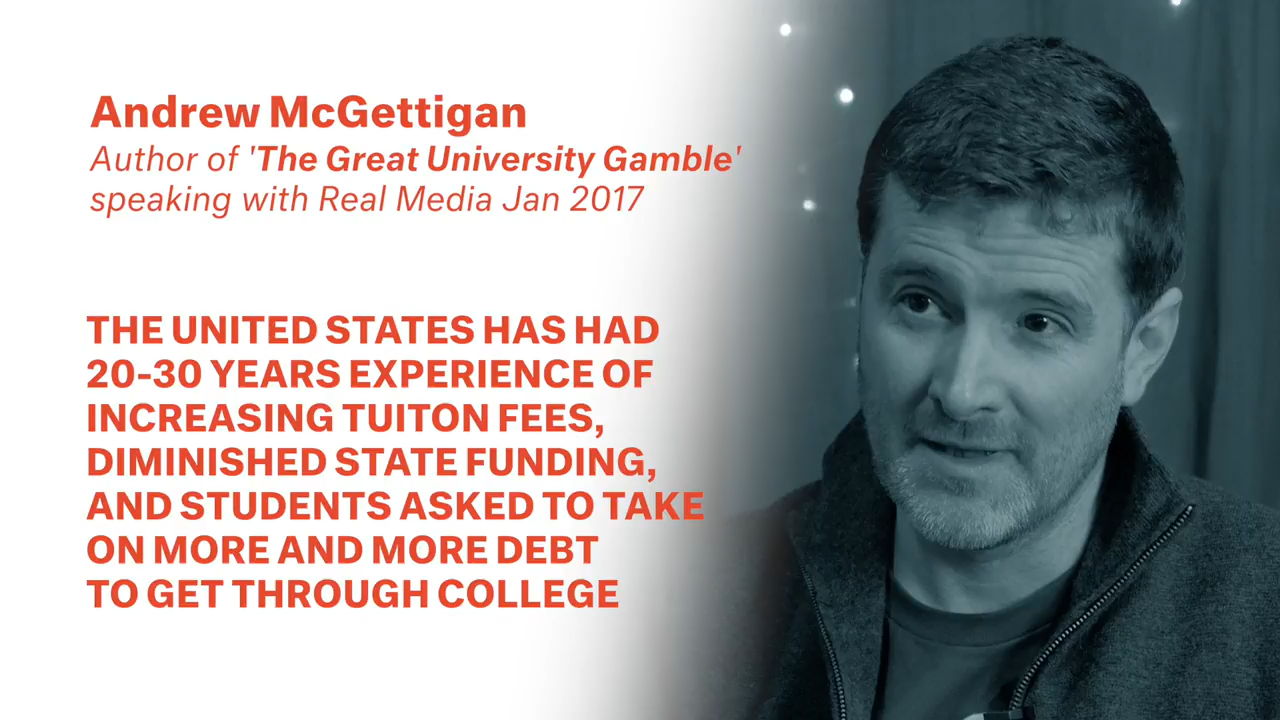 Andrew McGettigan
Author of 'The Great University Gamble'
speaking with Real Media Jan 2017
THE UNITED STATES HAS HAD
20-30 YEARS EXPERIENCE OF
INCREASING TUITON FEES,
DIMINISHED STATE FUNDING,
AND STUDENTS ASKED TO TAKE
ON MORE AND MORE DEBT
TO GET THROUGH COLLEGE